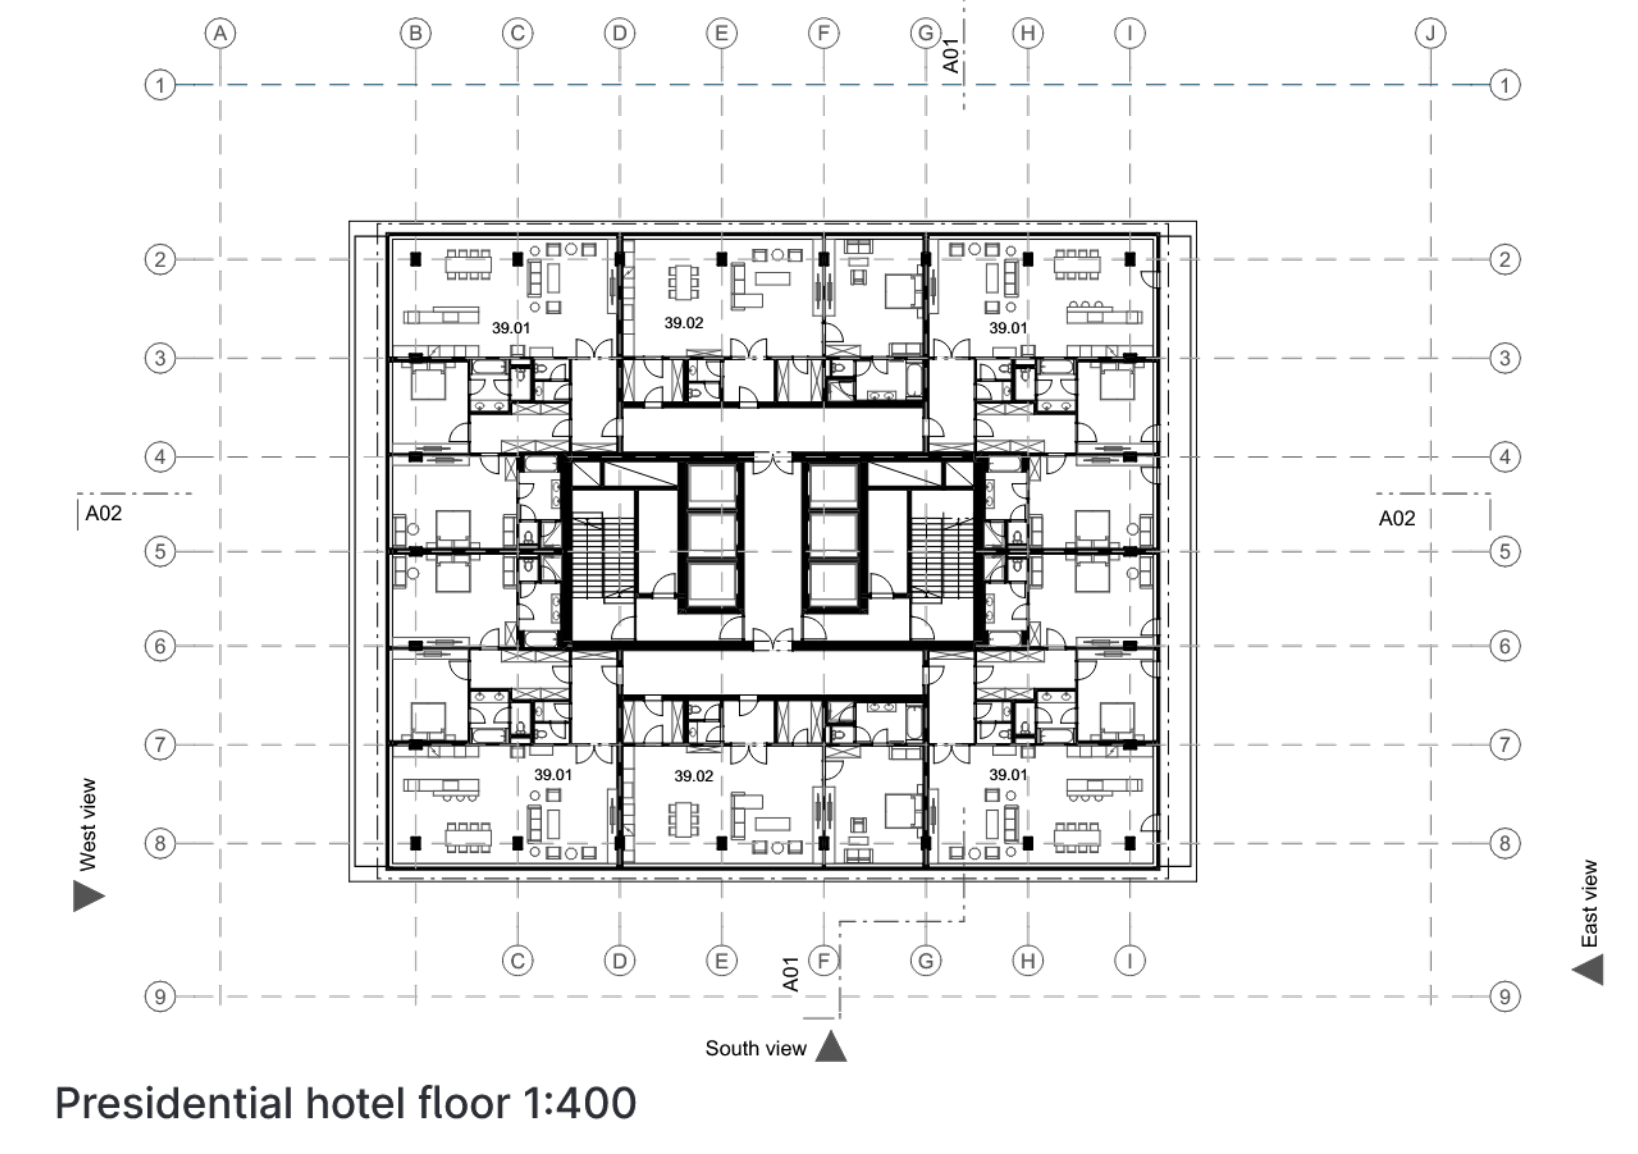 A B C D E F G H I J
A01
1 1
2 2
39.01 39.02 39.01
3 3
4 4
A02 A02
5 5
6 6
7 7
39.01 39.02 39.01
West view
8 8
East view
C D E F G H I
A01
9 9
South view
Presidential hotel floor 1:400